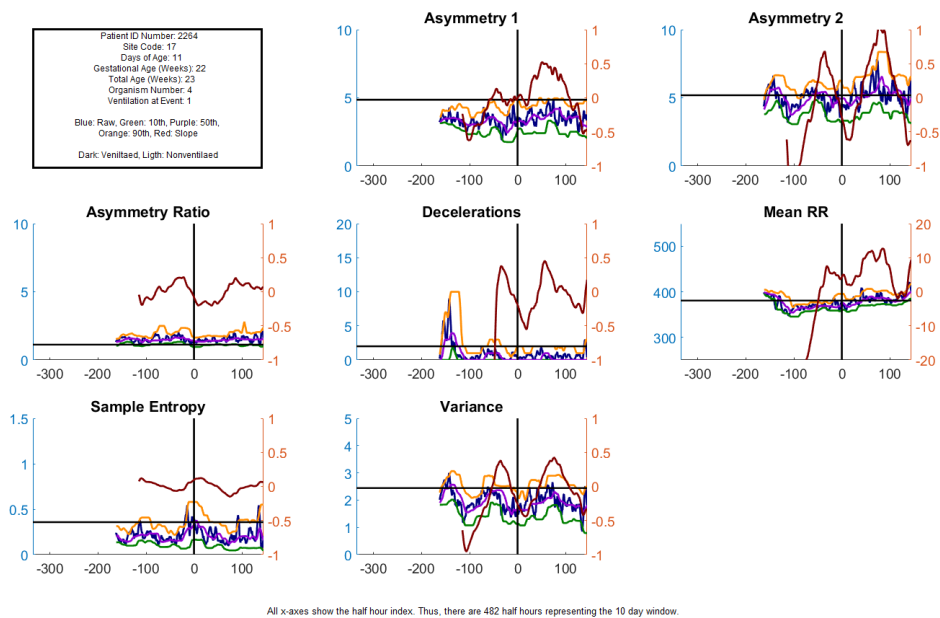 Patient ID Number: 2264
Site Code: 17
Days of Age: 11
Gestational Age (Weeks): 22
Total Age (Weeks): 23
Organism Number: 4
Ventilation at Event: 1
Blue: Raw, Green: 10th, Purple: 50th,
Orange: 90th, Red: Slope
Dark: Veniltaed, Ligth: Nonventilaed
Asymmetry 1
10
5
0
1
0.5
0
-0.5
-1
-300 -200 -100 0 100
Asymmetry 2
10
5
0
1
0.5
0
-0.5
-1
-300 -200 -100 0 100
Asymmetry Ratio
10
5
0
1
0.5
0
-0.5
-1
-300 -200 -100 0 100
Decelerations
20
15
10
5
0
1
0.5
0
-0.5
-1
-300 -200 -100 0 100
Mean RR
500
400
300
20
10
0
-10
-20
-300 -200 -100 0 100
Sample Entropy
1.5
1
0.5
0
1
0.5
0
-0.5
-1
-300 -200 -100 0 100
Variance
5
4
3
2
1
0
1
0.5
0
-0.5
-1
-300 -200 -100 0 100
All x-axes show the half hour index. Thus, there are 482 half hours representing the 10 day window.